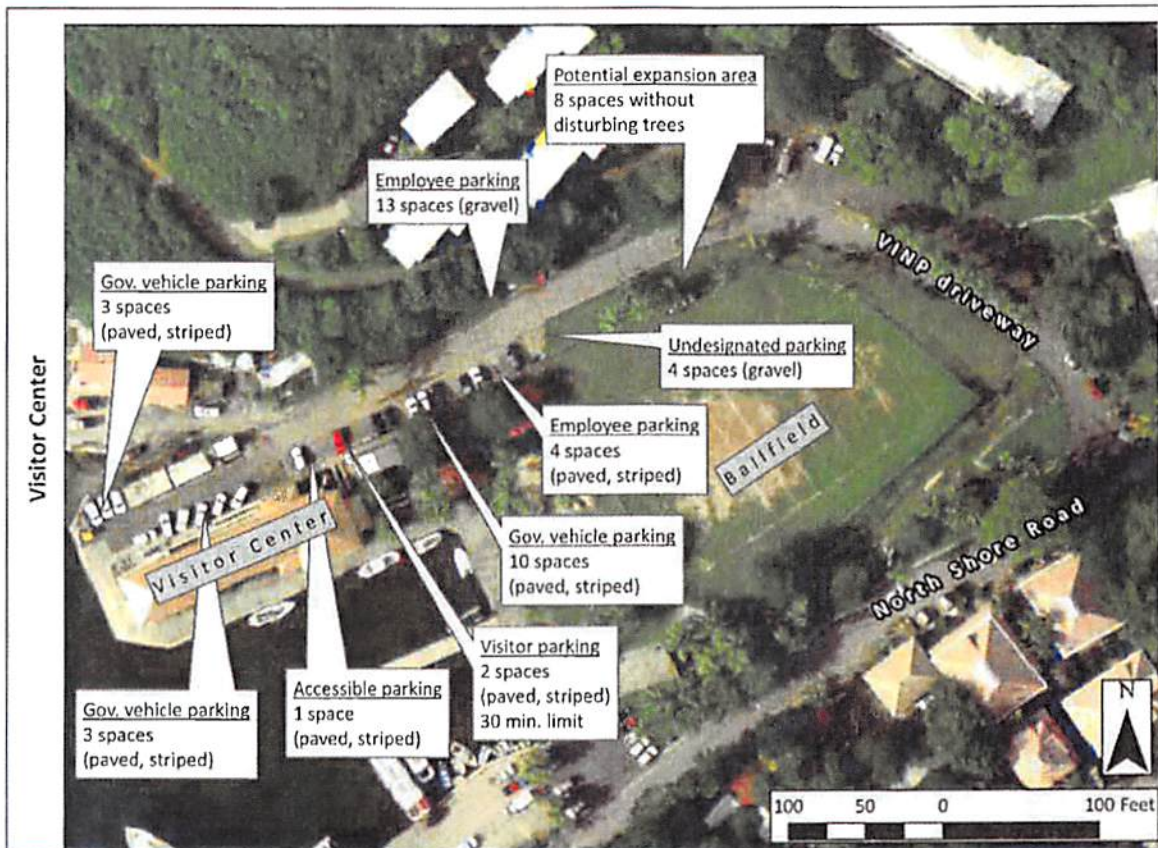 Visitor Center
Potential expansion area
8 spaces without
disturbing trees
Employee parking
13 spaces (gravel)
Gov. vehicle parking
3 spaces
(paved, striped)
VINP driveway
Undesignated parking
4 spaces (gravel)
Employee parking
4 spaces
(paved, striped)
Ballfield
Gov. vehicle parking
10 spaces
(paved, striped)
Visitor Center
North Shore Road
Visitor parking
2 spaces
(paved, striped)
30 min. limit
Accessible parking
1 space
(paved, striped)
Gov. vehicle parking
3 spaces
(paved, striped)
N
100 50 0 100 Feet